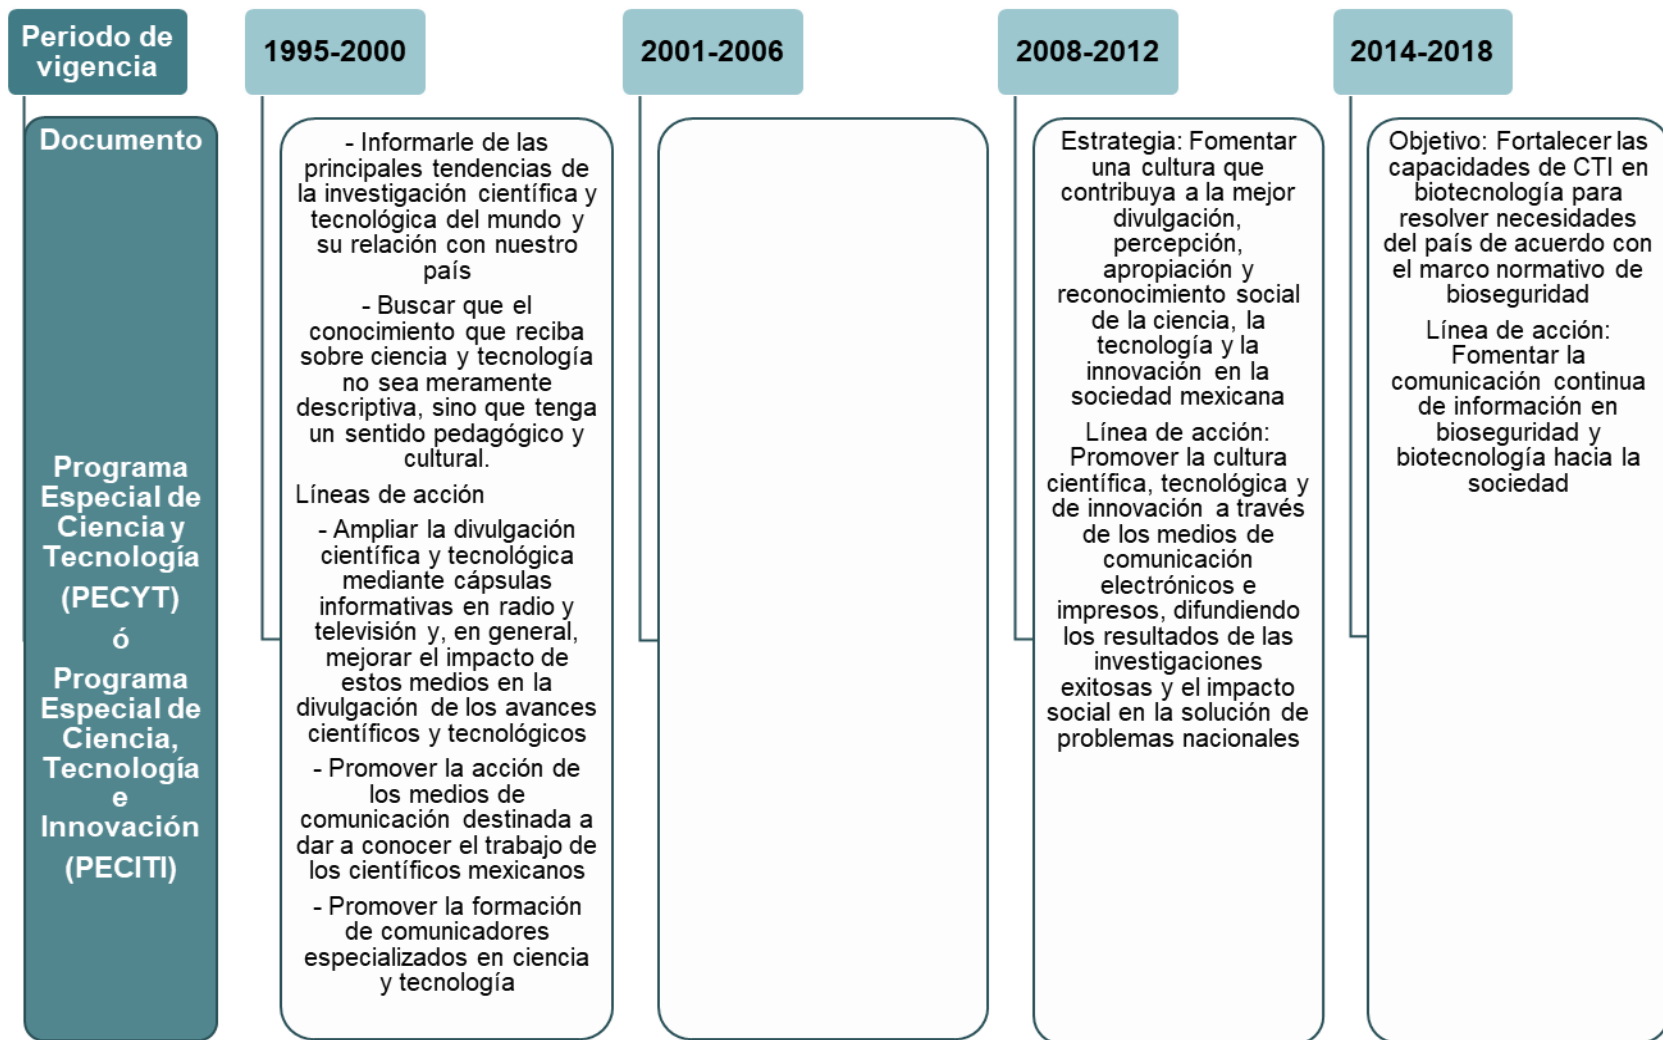 Periodo de
vigencia
Documento
Programa
Especial de
Ciencia y
Tecnología
(PECYT)
ó
Programa
Especial de
Ciencia,
Tecnología
e
Innovación
(PECITI)
1995-2000
- Informarle de las
principales tendencias de
la investigación científica y
tecnológica del mundo y
su relación con nuestro
país
- Buscar que el
conocimiento que reciba
sobre ciencia y tecnología
no sea meramente
descriptiva, sino que tenga
un sentido pedagógico y
cultural.
Líneas de acción
- Ampliar la divulgación
científica y tecnológica
mediante cápsulas
informativas en radio y
televisión y, en general,
mejorar el impacto de
estos medios en la
divulgación de los avances
científicos y tecnológicos
- Promover la acción de
los medios de
comunicación destinada a
dar a conocer el trabajo de
los científicos mexicanos
- Promover la formación
de comunicadores
especializados en ciencia
y tecnología
2001-2006
2008-2012
Estrategia: Fomentar
una cultura que
contribuya a la mejor
divulgación,
percepción,
apropiación y
reconocimiento social
de la ciencia, la
tecnología y la
innovación en la
sociedad mexicana
Línea de acción:
Promover la cultura
científica, tecnológica y
de innovación a través
de los medios de
comunicación
electrónicos e
impresos, difundiendo
los resultados de las
investigaciones
exitosas y el impacto
social en la solución de
problemas nacionales
2014-2018
Objetivo: Fortalecer las
capacidades de CTI en
biotecnología para
resolver necesidades
del país de acuerdo con
el marco normativo de
bioseguridad
Línea de acción:
Fomentar la
comunicación continua
de información en
bioseguridad y
biotecnología hacia la
sociedad